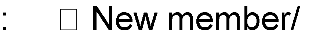 : □ New member/